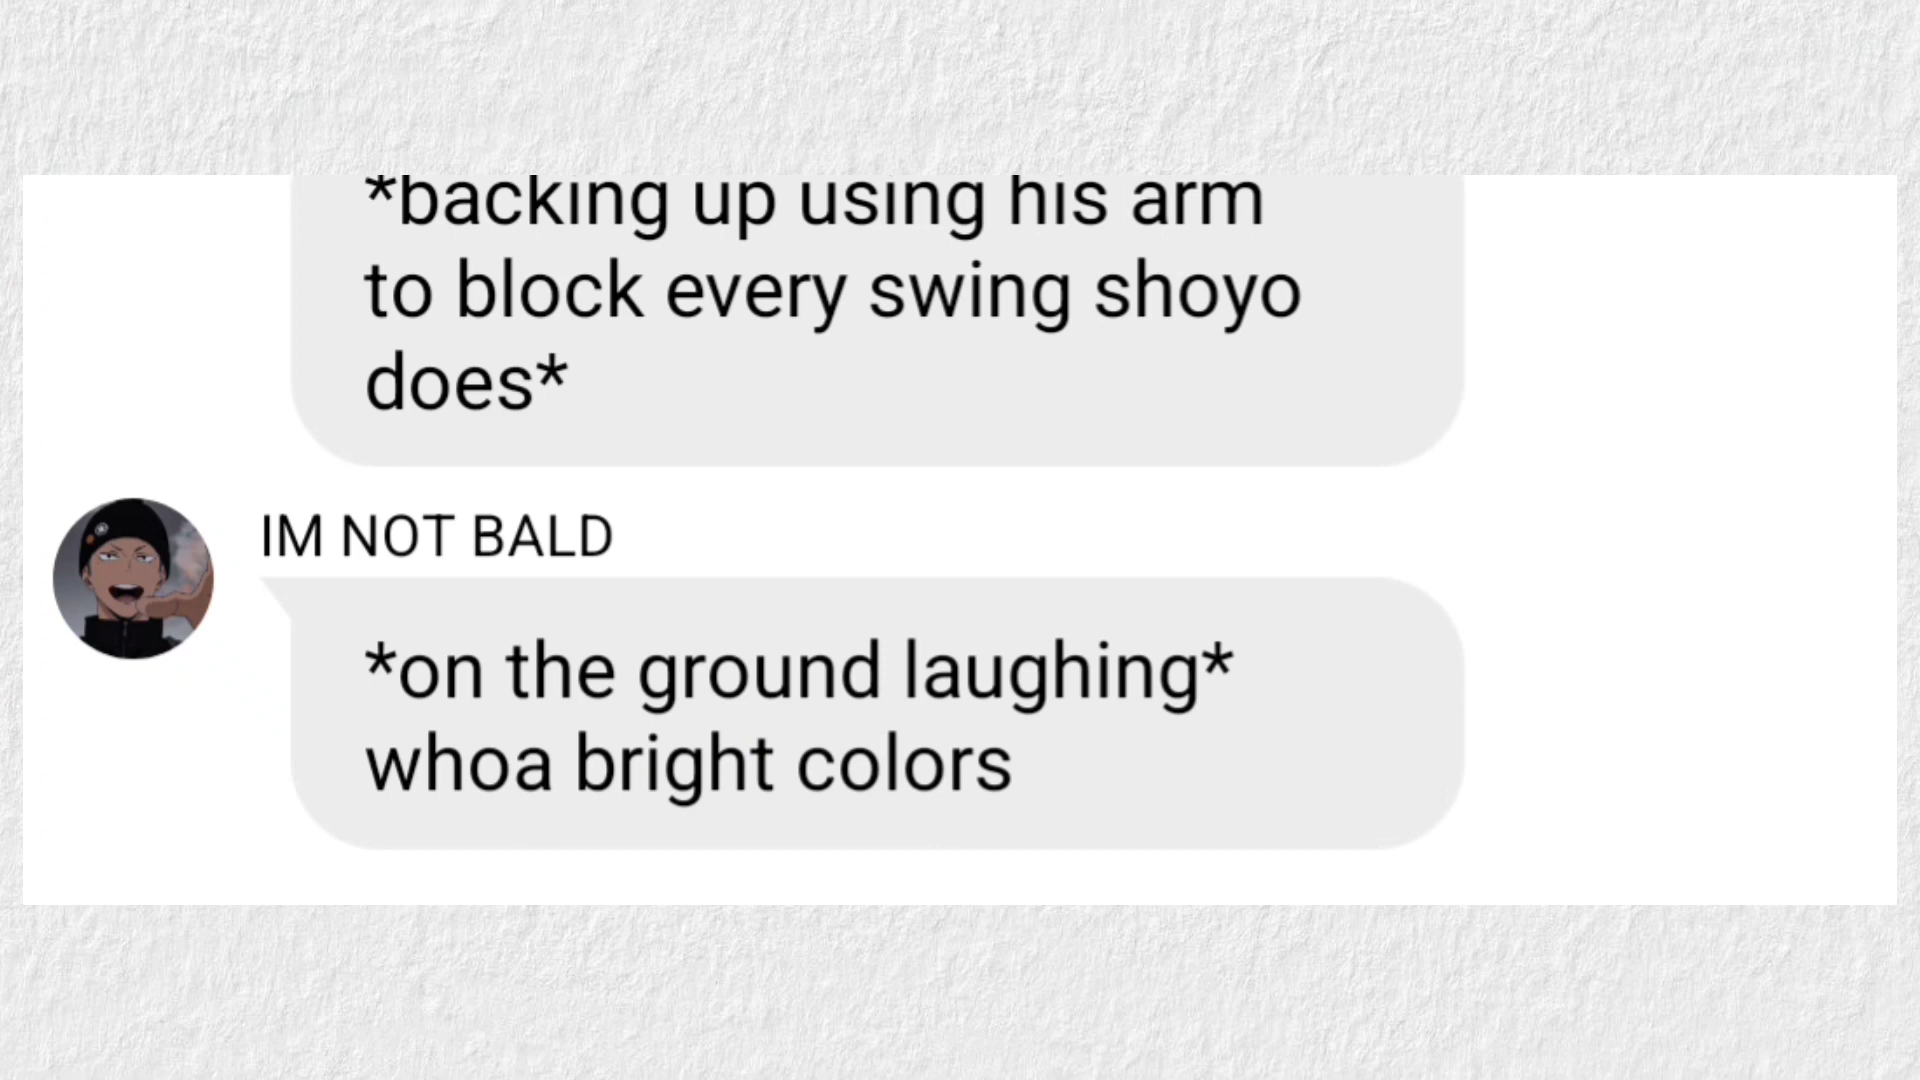 *backing up using his arm
to block every swing shoyo
does*
IM NOT BALD
*on the ground laughing*
whoa bright colors